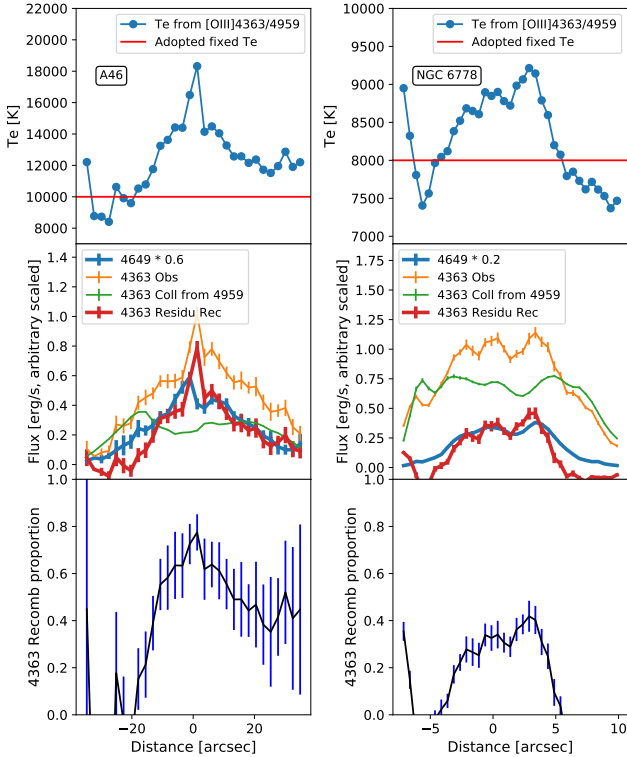 22000
20000
18000
16000
14000
12000
10000
8000
Te [K]
Te from [OIII]4363/4959
Adopted fixed Te
A46
10000
9500
9000
8500
8000
7500
7000
Te [K]
Te from [OIII]4363/4959
Adopted fixed Te
NGC 6778
1.4
1.2
1.0
0.8
0.6
0.4
0.2
0.0
Flux [erg/s, arbitrary scaled]
4649 * 0.6
4363 Obs
4363 Coll from 4959
4363 Residu Rec
1.75
1.50
1.25
1.00
0.75
0.50
0.25
0.00
Flux [erg/s, arbitrary scaled]
4649 * 0.2
4363 Obs
4363 Coll from 4959
4363 Residu Rec
1.0
0.8
0.6
0.4
0.2
0.0
4363 Recomb proportion
−20 0 20
Distance [arcsec]
1.0
0.8
0.6
0.4
0.2
0.0
4363 Recomb proportion
−5 0 5 10
Distance [arcsec]